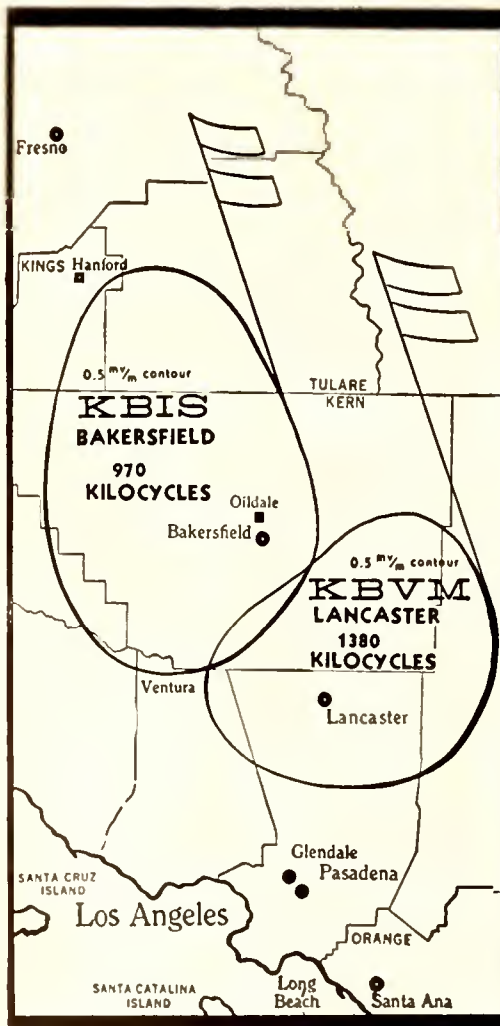 Fresno
KINGS Hanford
0.5 mv/m contour
TULARE
KERN
KBIS
BAKERSFIELD
970
KILOCYCLES
Oildale
Bakersfield
0.5 mv/m contour
KBVM
LANCASTER
1380
KILOCYCLES
Ventura
Lancaster
Glendale
Pasadena
SANTA CRUZ
ISLAND
Los Angeles
ORANGE
SANTA CATALINA
ISLAND
Long
Beach
Santa Ana